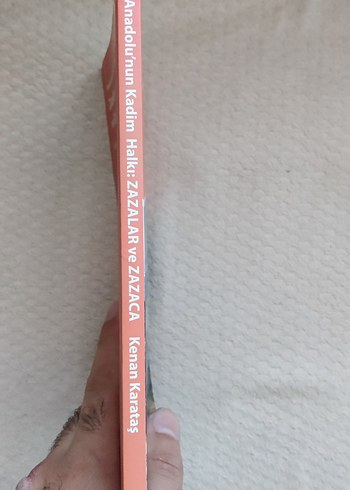 Anadolu'nun Kadim Halkı: ZAZALAR ve ZAZACA Kenan Karataş